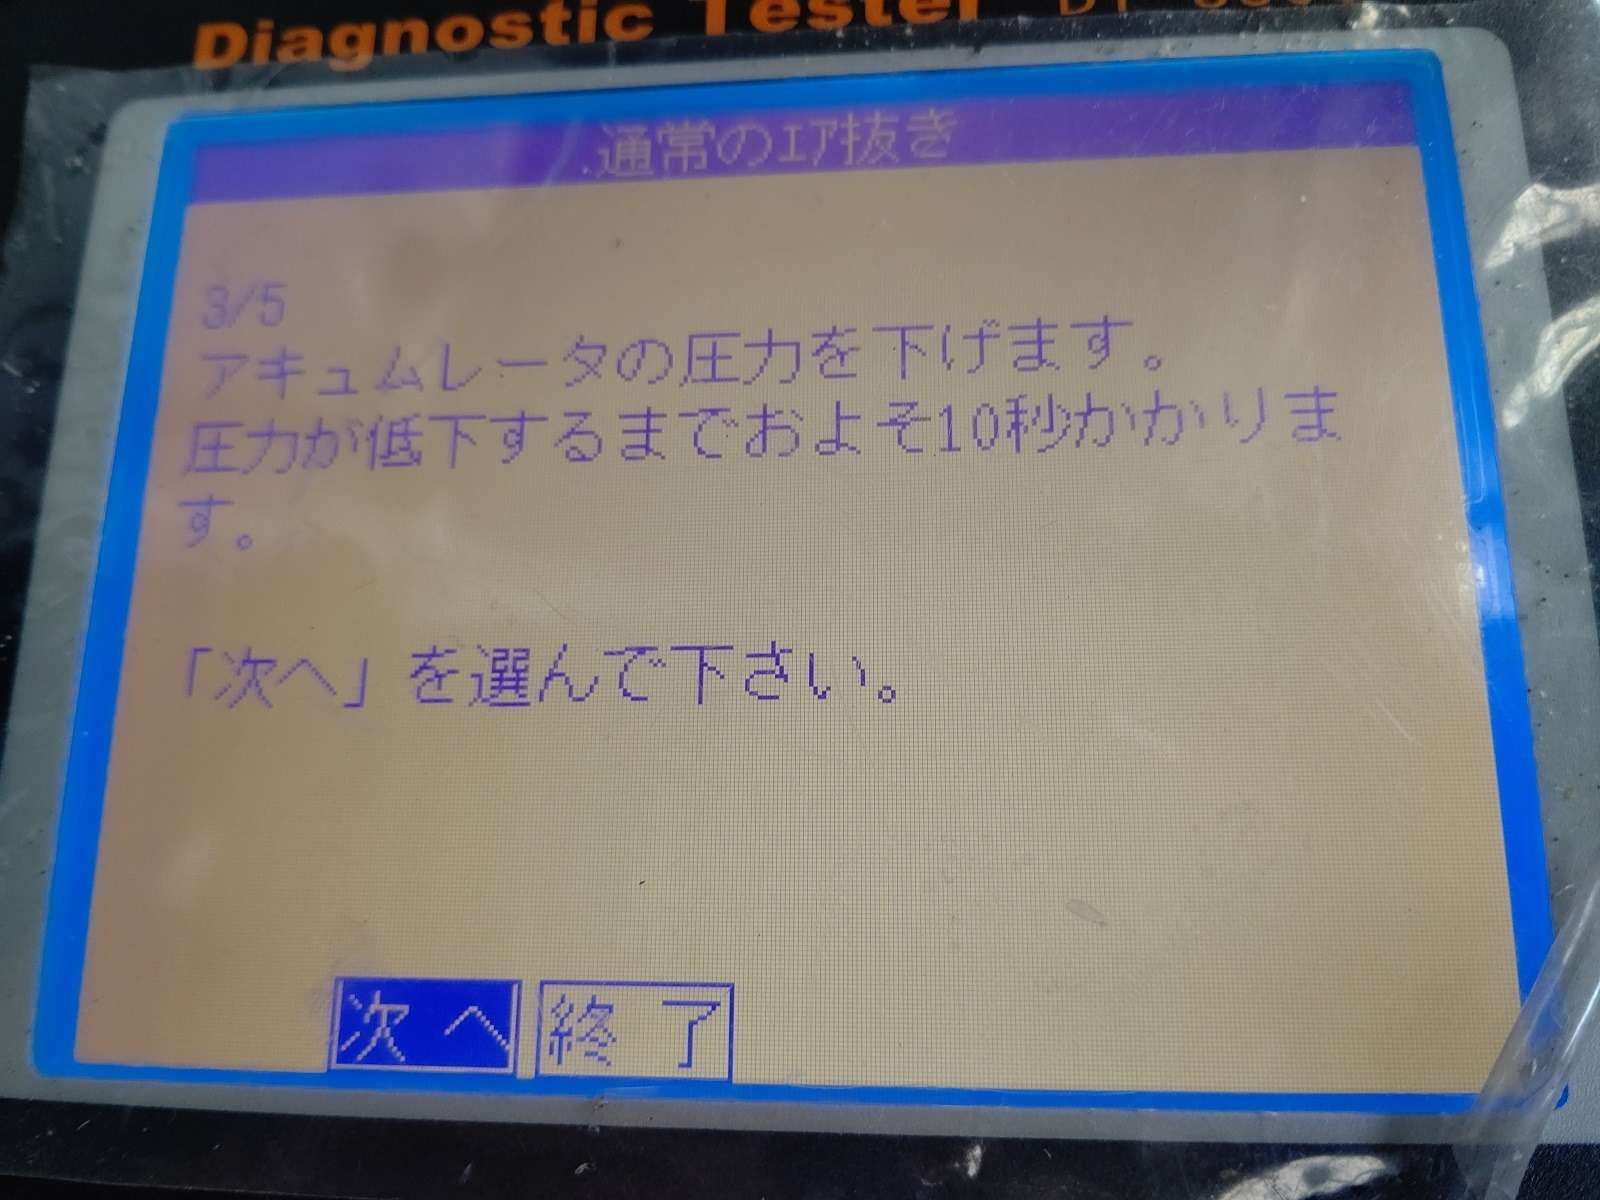 Diagnostic Tester
通常のｴｱ抜き
3/5
アキュムレータの圧力を下げます。
圧力が低下するまでおよそ10秒かかりま
す。
「次へ」を選んで下さい。
次 へ 終 了